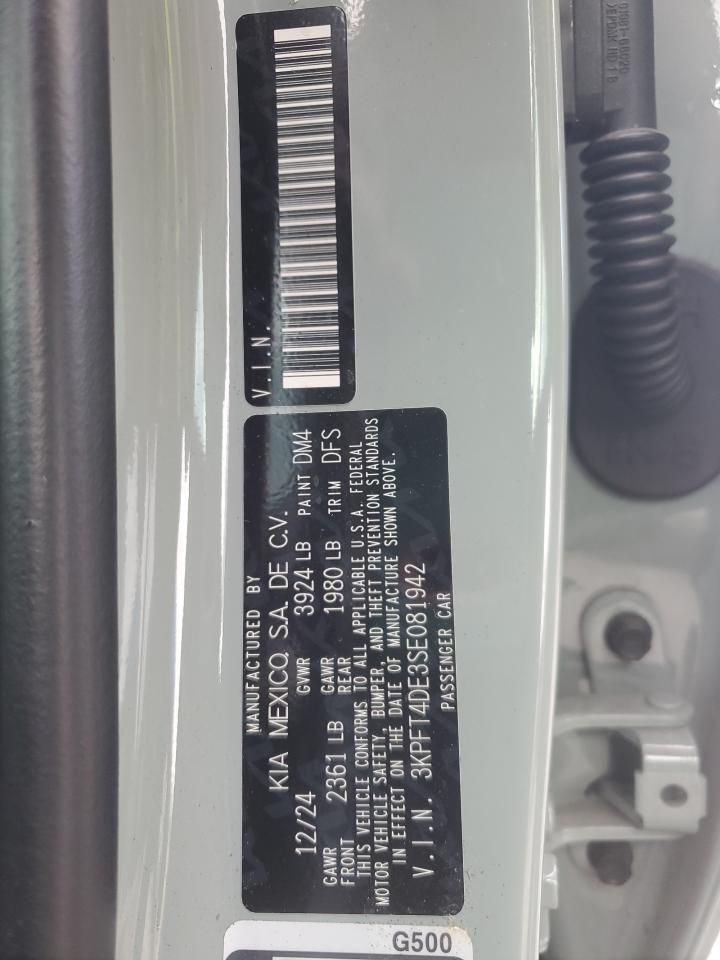 V.I.N.
MANUFACTURED BY
KIA MEXICO, S.A. DE C.V.
12/24 GVWR 3924 LB PAINT DM4
GAWR FRONT 2361 LB GAWR REAR 1980 LB TRIM DFS
THIS VEHICLE CONFORMS TO ALL APPLICABLE U.S.A. FEDERAL
MOTOR VEHICLE SAFETY, BUMPER, AND THEFT PREVENTION STANDARDS
IN EFFECT ON THE DATE OF MANUFACTURE SHOWN ABOVE.
V.I.N. 3KPFT4DE3SE081942
PASSENGER CAR
G500